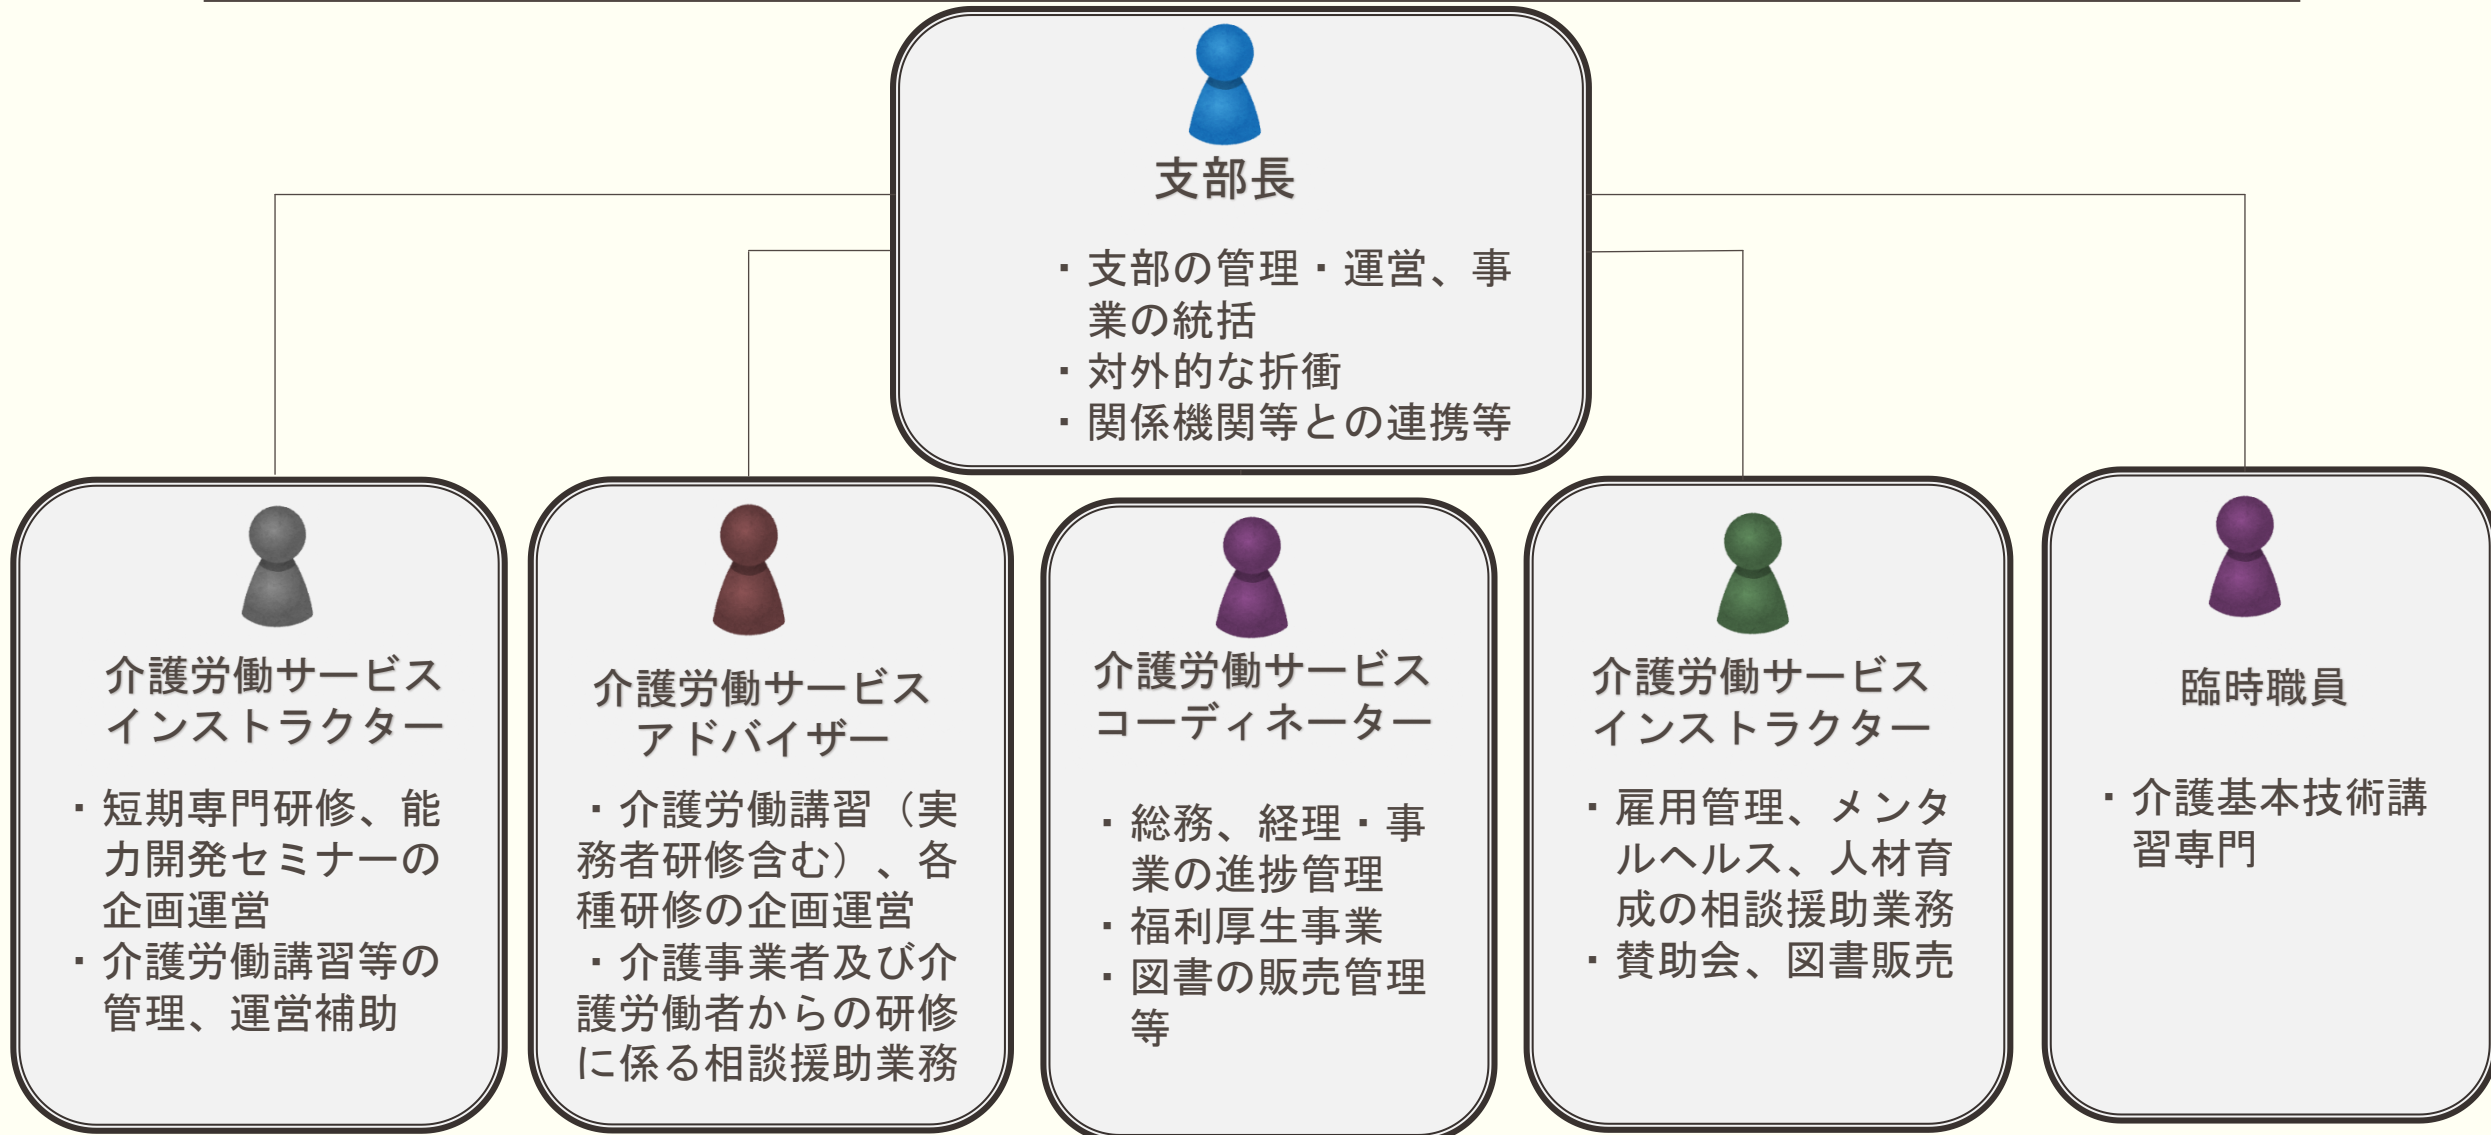 支部長
・支部の管理・運営、事
業の統括
・対外的な折衝
・関係機関等との連携等
介護労働サービス
インストラクター
・短期専門研修、能
力開発セミナーの
企画運営
・介護労働講習等の
管理、運営補助
介護労働サービス
アドバイザー
・介護労働講習（実
務者研修含む）、各
種研修の企画運営
・介護事業者及び介
護労働者からの研修
に係る相談援助業務
介護労働サービス
コーディネーター
・総務、経理・事
業の進捗管理
・福利厚生事業
・図書の販売管理
等
介護労働サービス
インストラクター
・雇用管理、メンタ
ルヘルス、人材育
成の相談援助業務
・賛助会、図書販売
臨時職員
・介護基本技術講
習専門